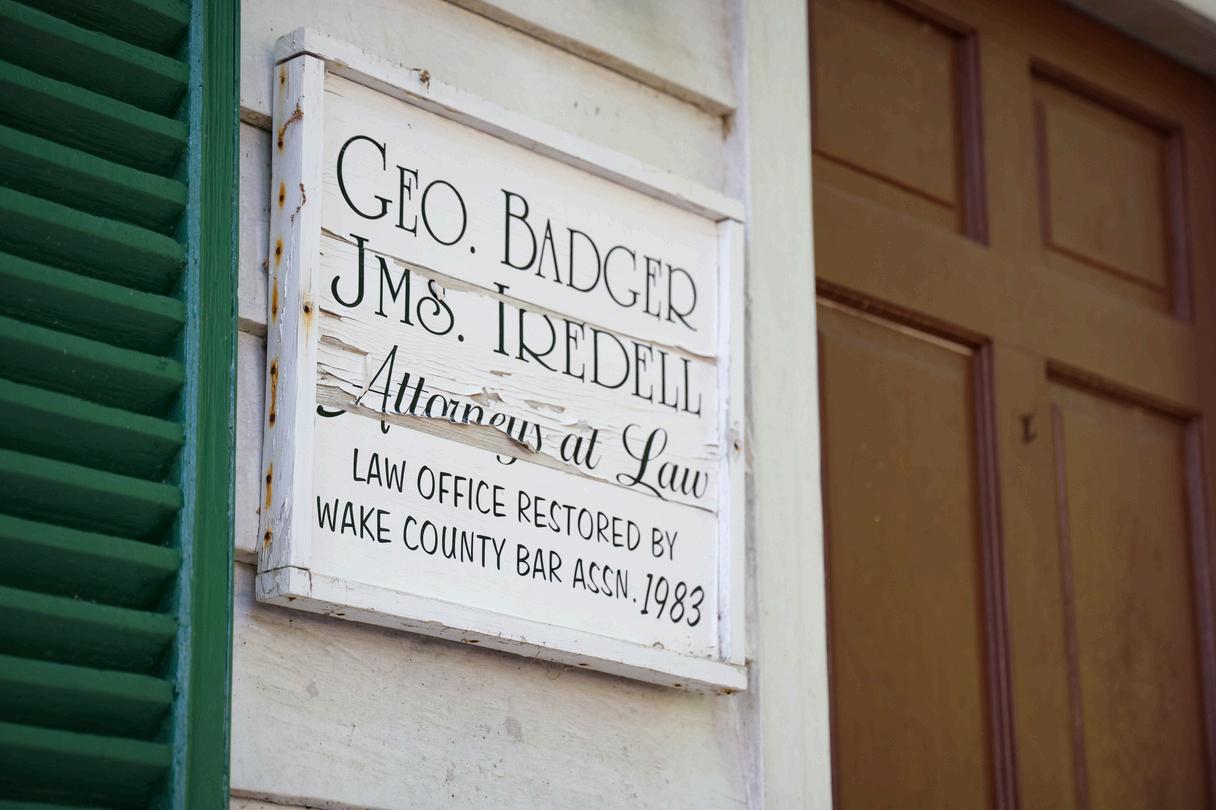 GEO. BADGER
JMS. IREDELL
Attorneys at Law
LAW OFFICE RESTORED BY
WAKE COUNTY BAR ASSN. 1983